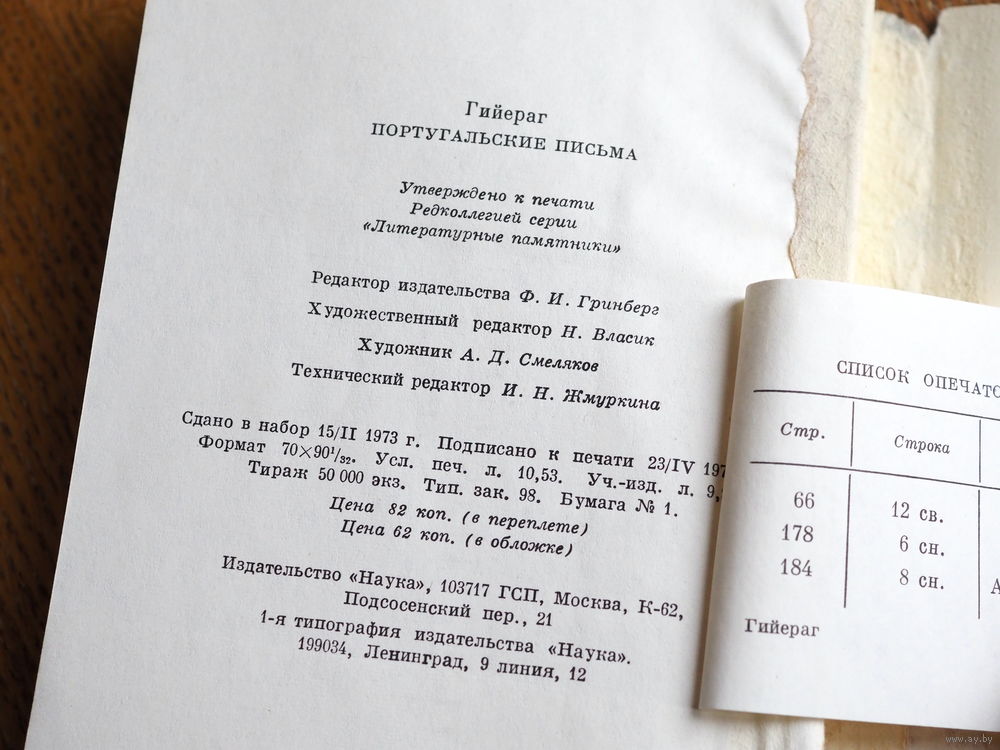 Гийераг
ПОРТУГАЛЬСКИЕ ПИСЬМА
Утверждено к печати
Редколлегией серии
«Литературные памятники»
Редактор издательства Ф. И. Гринберг
Художественный редактор Н. Власик
Художник А. Д. Смеляков
Технический редактор И. Н. Жмуркина
Сдано в набор 15/II 1973 г. Подписано к печати 23/IV 197
Формат 70×90¹/₃₂. Усл. печ. л. 10,53. Уч.-изд. л. 9,
Тираж 50 000 экз. Тип. зак. 98. Бумага № 1.
Цена 82 коп. (в переплете)
Цена 62 коп. (в обложке)
Издательство «Наука», 103717 ГСП, Москва, К-62,
Подсосенский пер., 21
1-я типография издательства «Наука».
199034, Ленинград, 9 линия, 12
СПИСОК ОПЕЧАТО
Стр. Строка
66 12 св.
178 6 сн.
184 8 сн.
Гийераг
www.ay.by